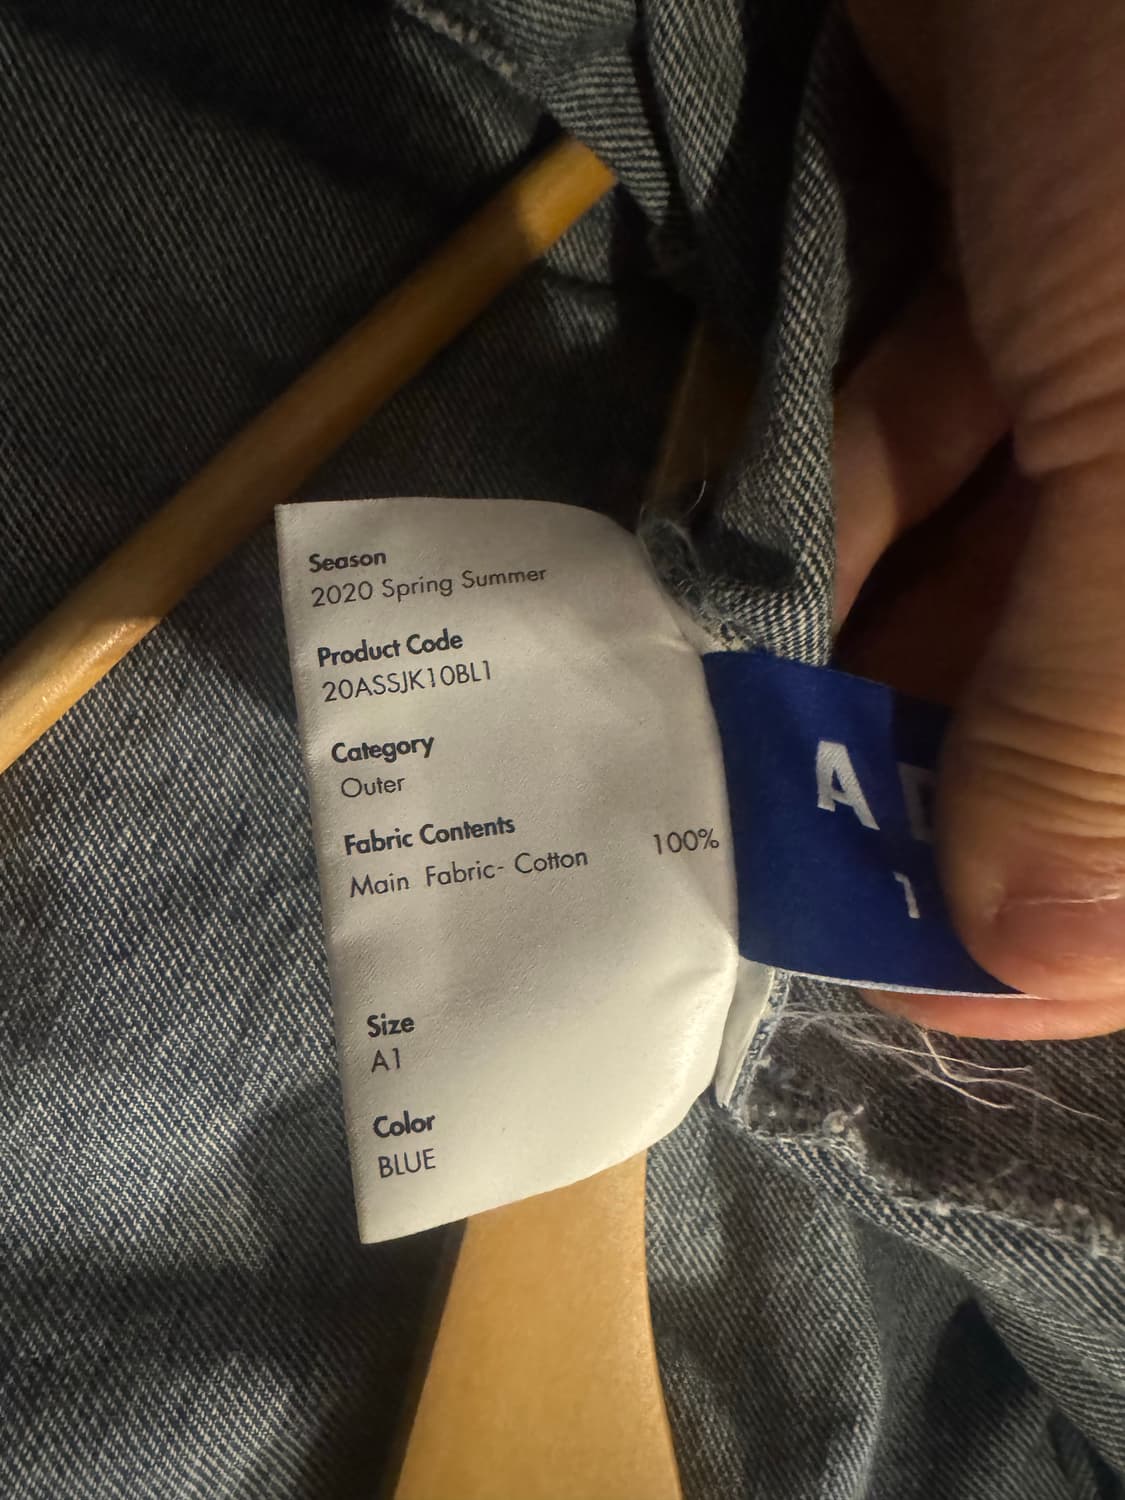 Season
2020 Spring Summer
Product Code
20ASSJK10BL1
Category
Outer
Fabric Contents
Main Fabric- Cotton 100%
Size
A1
Color
BLUE
A
1